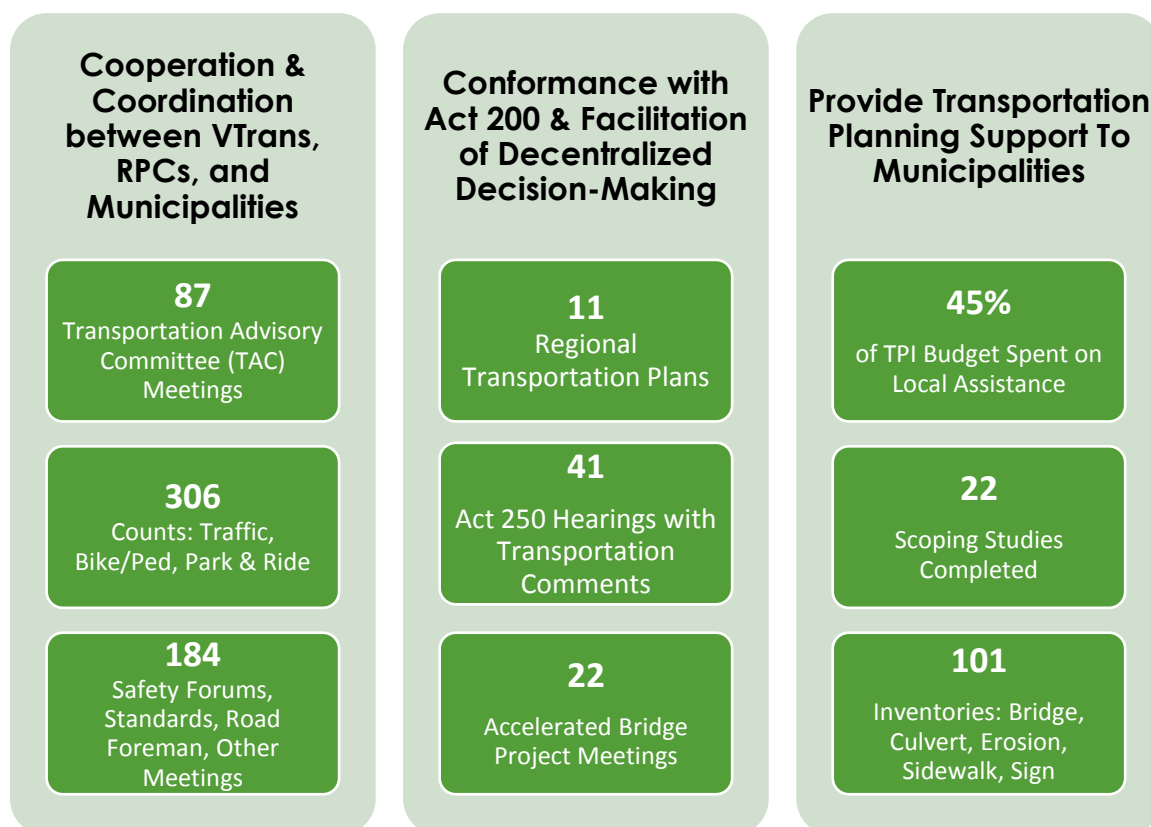 Cooperation &
Coordination
between VTrans,
RPCs, and
Municipalities
87
Transportation Advisory
Committee (TAC)
Meetings
306
Counts: Traffic,
Bike/Ped, Park & Ride
184
Safety Forums,
Standards, Road
Foreman, Other
Meetings
Conformance with
Act 200 & Facilitation
of Decentralized
Decision-Making
11
Regional
Transportation Plans
41
Act 250 Hearings with
Transportation
Comments
22
Accelerated Bridge
Project Meetings
Provide Transportation
Planning Support To
Municipalities
45%
of TPI Budget Spent on
Local Assistance
22
Scoping Studies
Completed
101
Inventories: Bridge,
Culvert, Erosion,
Sidewalk, Sign